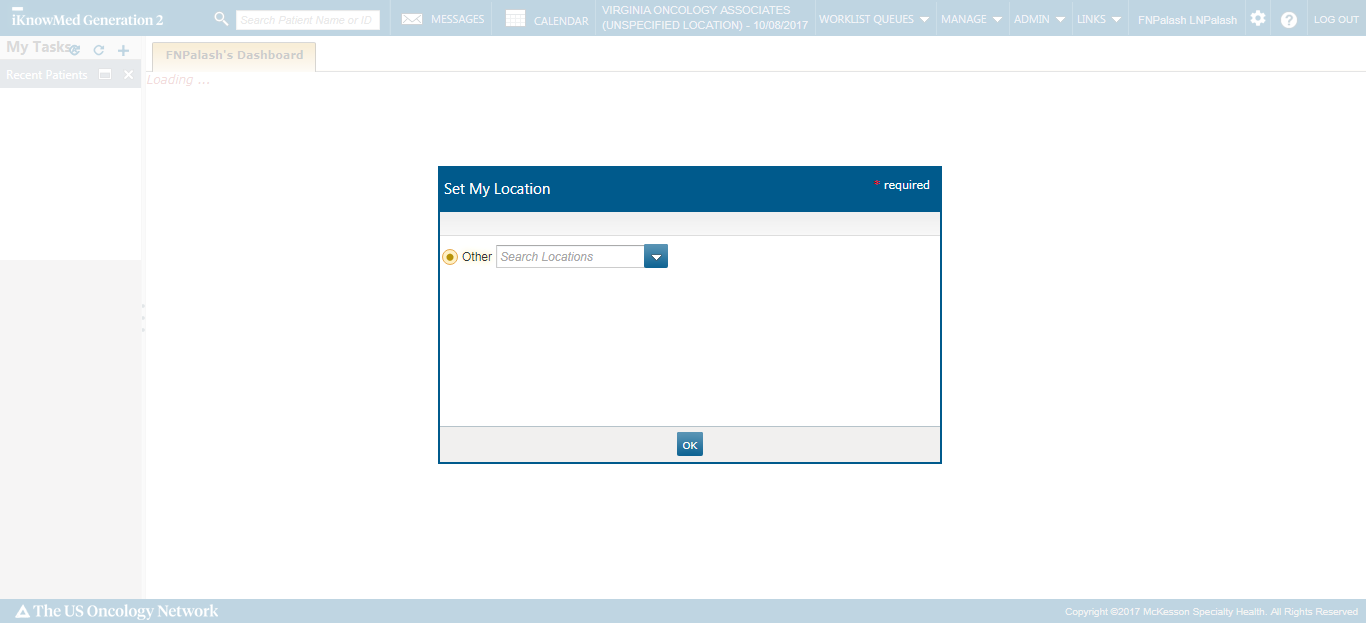 iKnowMed Generation 2
Search Patient Name or ID
MESSAGES
CALENDAR
VIRGINIA ONCOLOGY ASSOCIATES
(UNSPECIFIED LOCATION) - 10/08/2017
WORKLIST QUEUES
MANAGE
ADMIN
LINKS
FNPalash LNPalash
LOG OUT
My Tasks
Recent Patients
FNPalash's Dashboard
Loading ...
Set My Location
* required
Other
Search Locations
OK
The US Oncology Network
Copyright ©2017 McKesson Specialty Health. All Rights Reserved